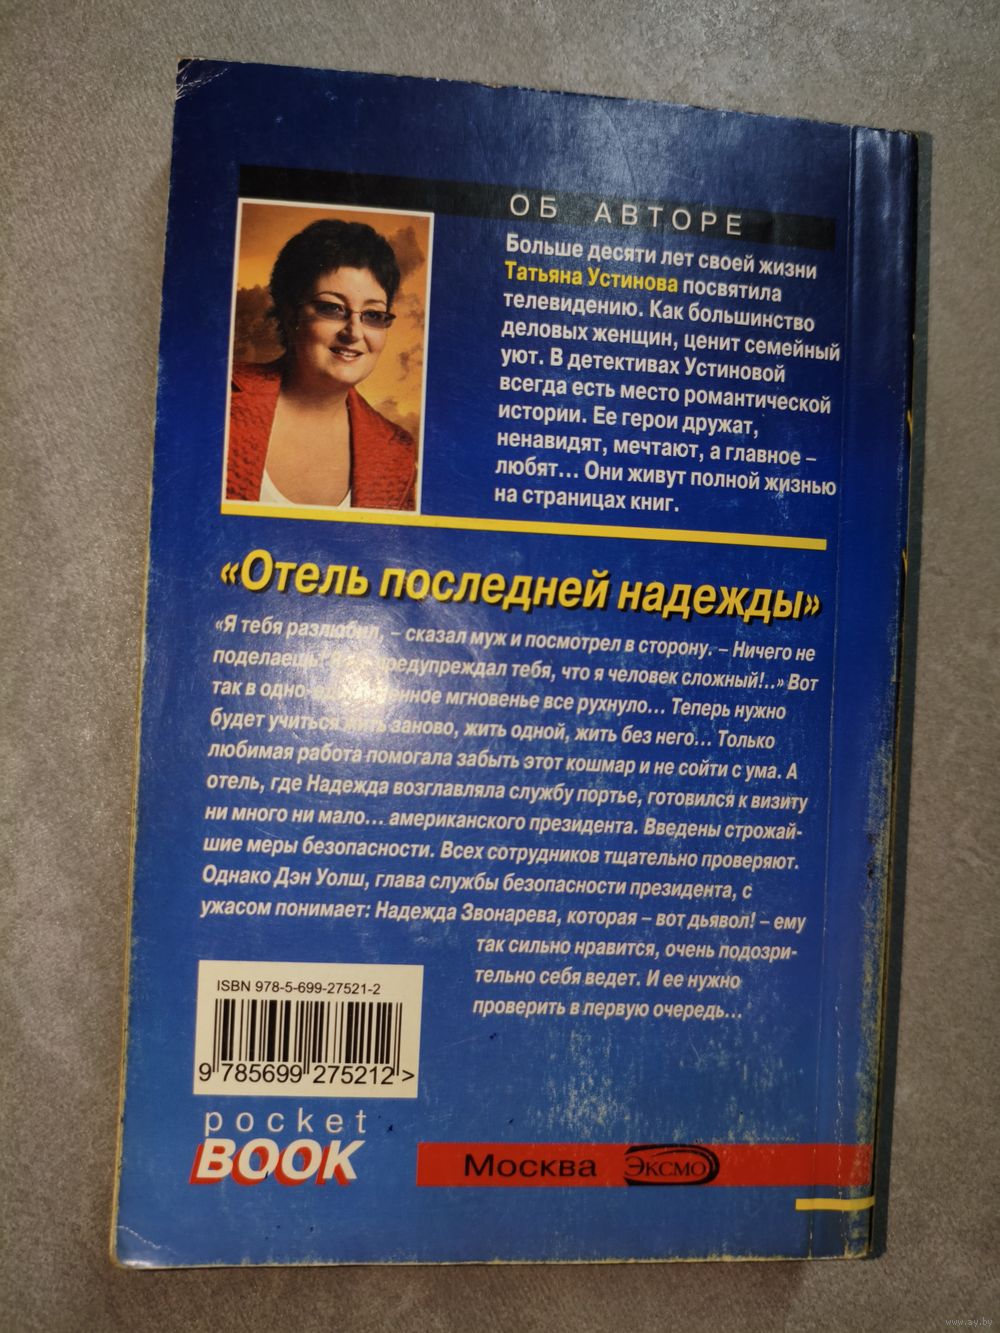 ОБ АВТОРЕ
Больше десяти лет своей жизни
Татьяна Устинова посвятила
телевидению. Как большинство
деловых женщин, ценит семейный
уют. В детективах Устиновой
всегда есть место романтической
истории. Ее герои дружат,
ненавидят, мечтают, а главное –
любят... Они живут полной жизнью
на страницах книг.
«Отель последней надежды»
«Я тебя разлюбил, – сказал муж и посмотрел в сторону. – Ничего не
поделаешь! предупреждал тебя, что я человек сложный!..» Вот
так в мгновенье все рухнуло... Теперь нужно
будет учиться жить заново, жить одной, жить без него... Только
любимая работа помогала забыть этот кошмар и не сойти с ума. А
отель, где Надежда возглавляла службу портье, готовился к визиту
ни много ни мало... американского президента. Введены строжай-
шие меры безопасности. Всех сотрудников тщательно проверяют.
Однако Дэн Уолш, глава службы безопасности президента, с
ужасом понимает: Надежда Звонарева, которая – вот дьявол! – ему
так сильно нравится, очень подозри-
тельно себя ведет. И ее нужно
проверить в первую очередь...
ISBN 978-5-699-27521-2
9 785699 275212 >
pocket
BOOK
Москва ЭКСМО
www.ay.by